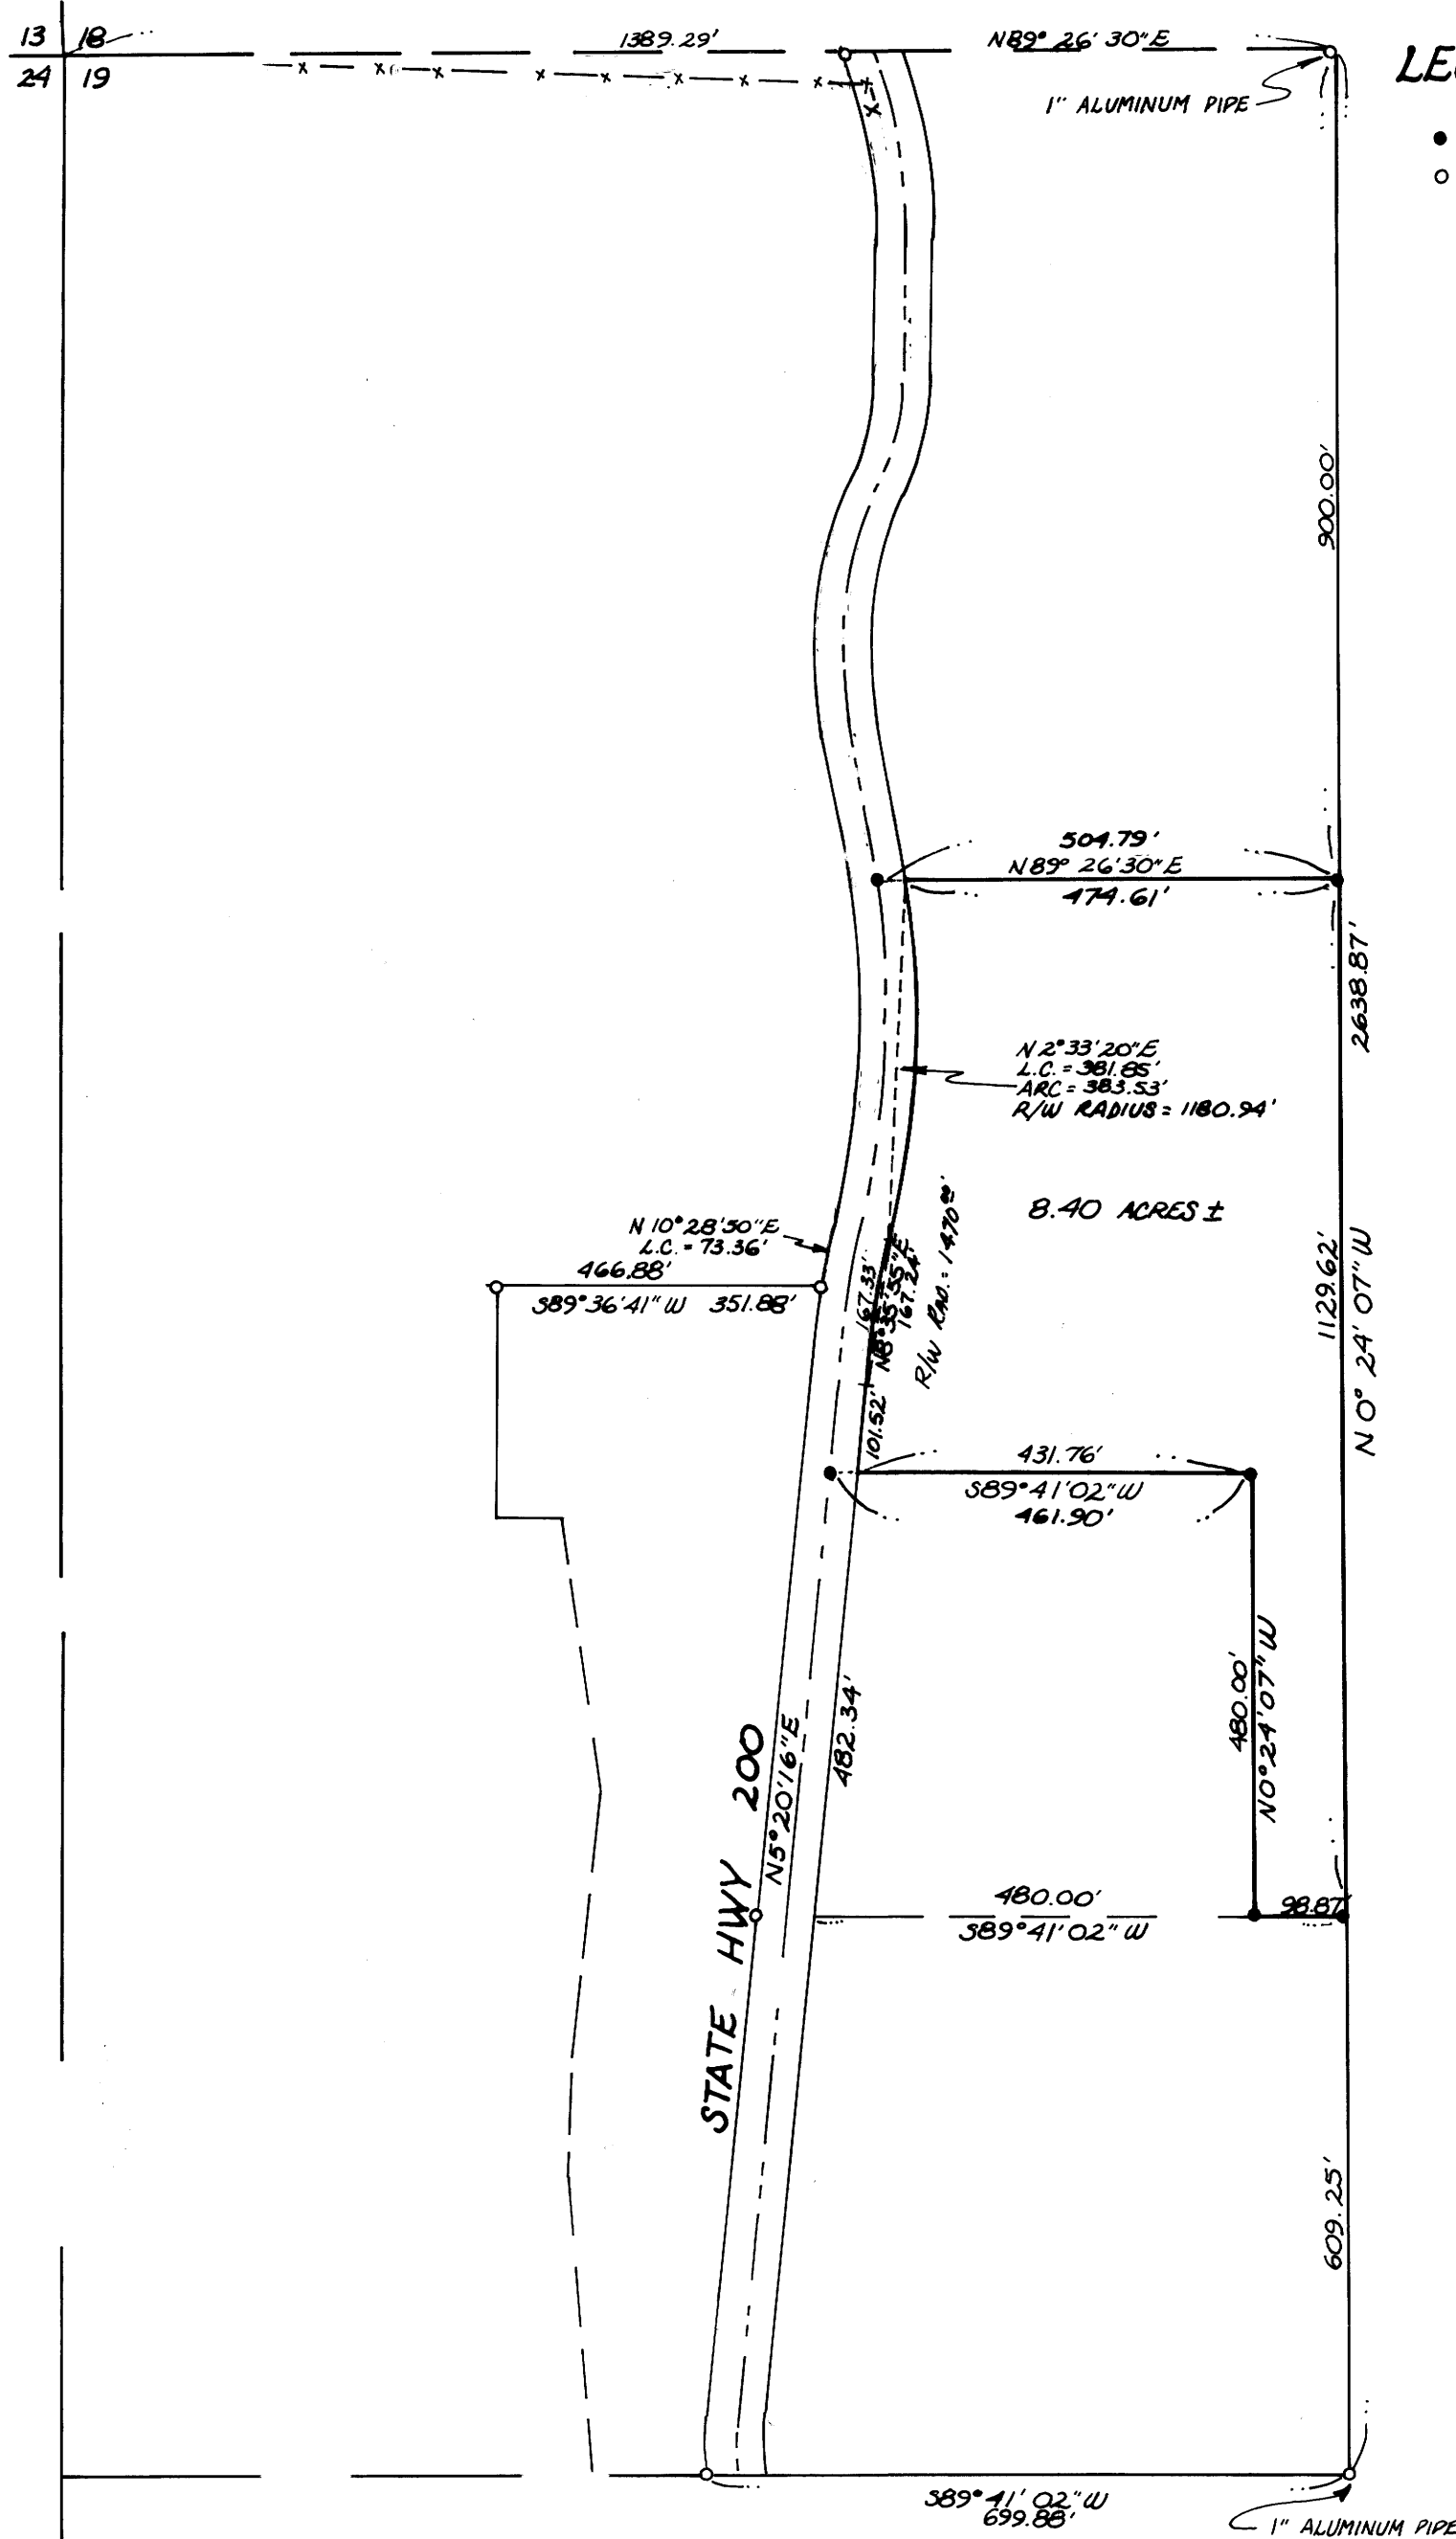 13 18
24 19
1389.29'
N89° 26' 30"E
1" ALUMINUM PIPE
900.00'
504.79'
N89° 26'30"E
474.61'
2638.87'
N 2°33'20"E
L.C. = 381.85'
ARC = 383.53'
R/W RADIUS = 1180.94'
8.40 ACRES ±
N 10°28'50"E
L.C. = 73.36'
466.88'
S89°36'41" W 351.88'
167.33'
N8°35'55"E
167.24'
R/W RAD. = 1470.00'
101.52'
1129.62'
N 0° 24' 07" W
431.76'
S89°41'02"W
461.90'
480.00'
N0°24'07"W
STATE HWY 200
N5°20'16"E
482.34'
480.00'
S89°41'02"W
98.87'
609.25'
S89°41'02"W
699.88'
1" ALUMINUM PIPE